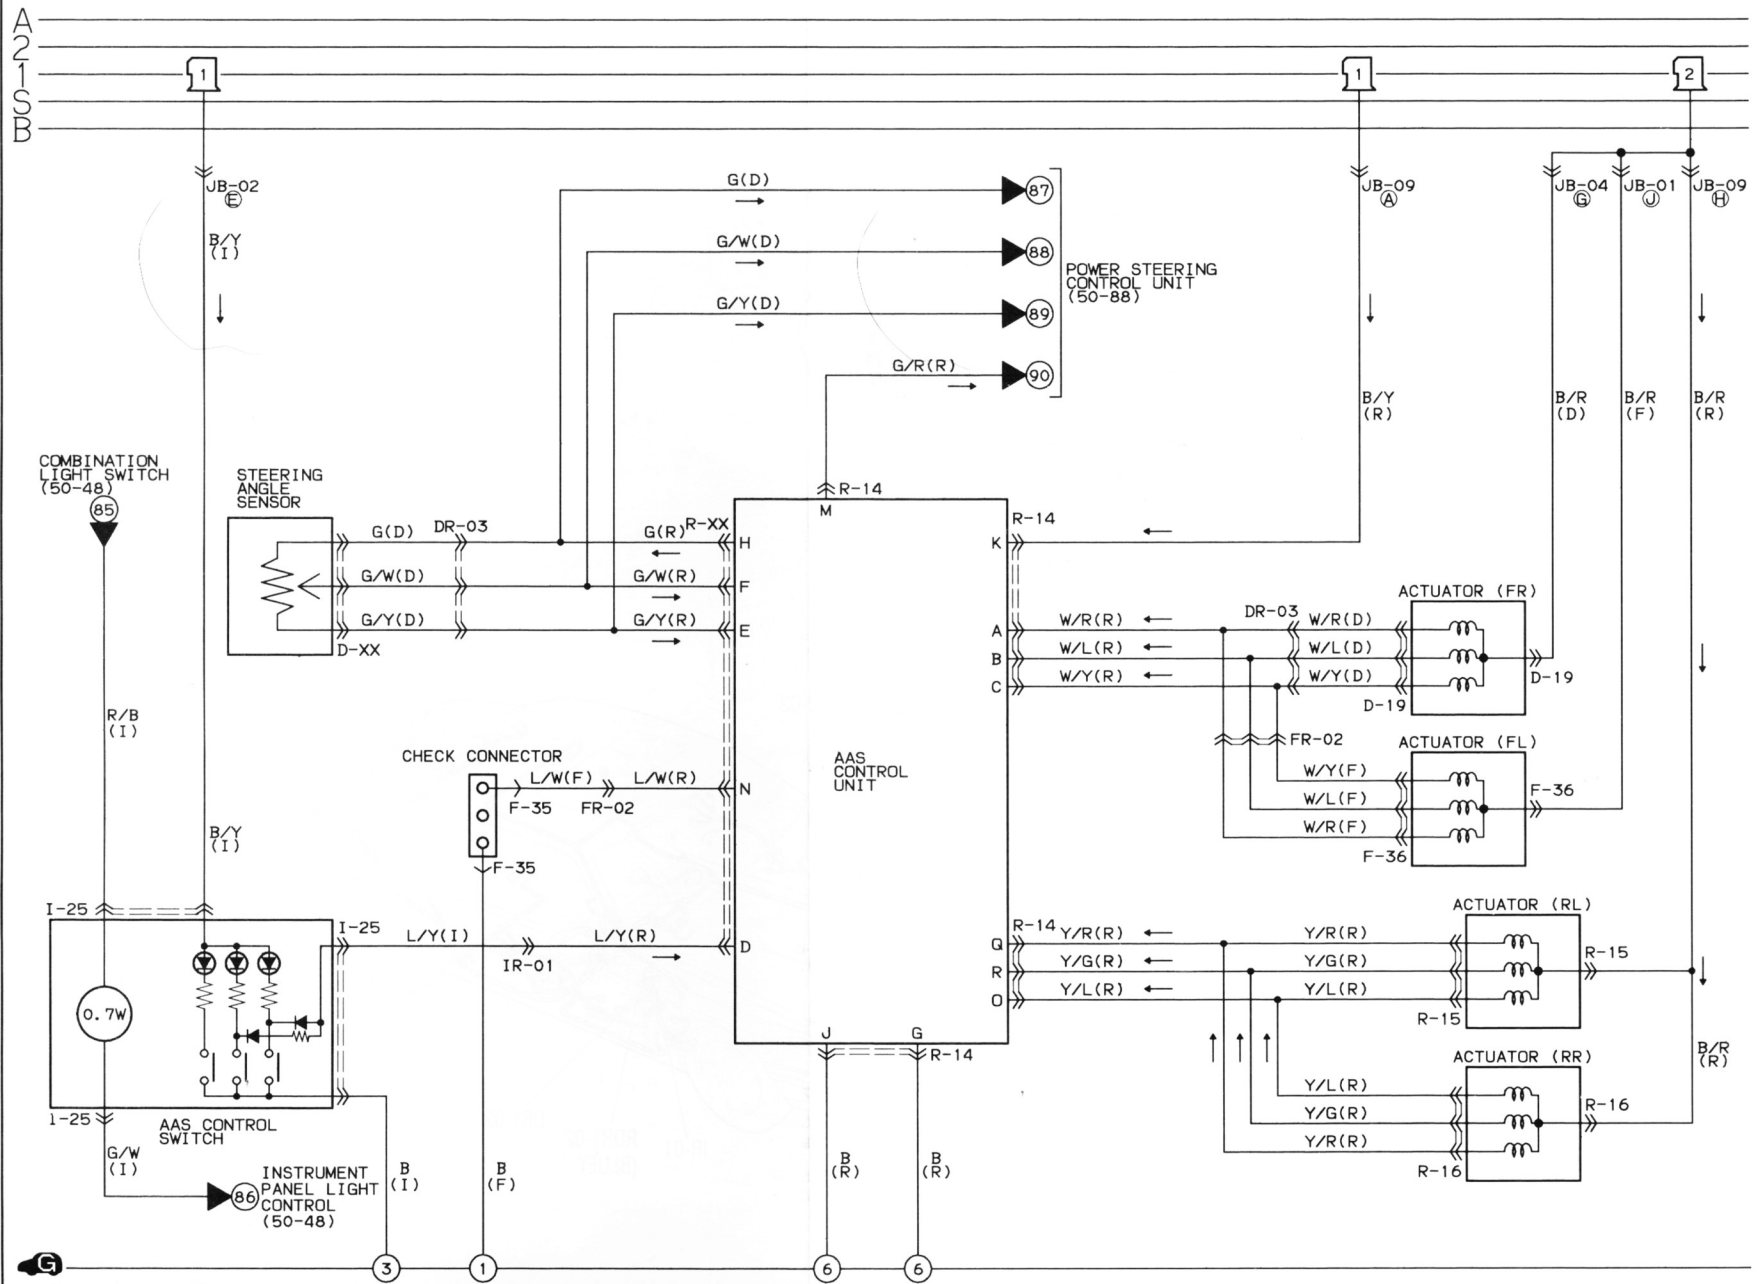 A
2
1
S
B
1
1
2
JB-02
E
JB-09
A
JB-04
G
JB-01
J
JB-09
H
B/Y
(I)
G(D)
87
G/W(D)
88
G/Y(D)
89
G/R(R)
90
POWER STEERING
CONTROL UNIT
(50-88)
B/Y
(R)
B/R
(D)
B/R
(F)
B/R
(R)
COMBINATION
LIGHT SWITCH
(50-48)
85
STEERING
ANGLE
SENSOR
R-14
M
G(D)
DR-03
G(R)
R-XX
H
G/W(D)
G/W(R)
F
G/Y(D)
G/Y(R)
E
D-XX
R-14
K
ACTUATOR (FR)
W/R(R)
DR-03
W/R(D)
A
W/L(R)
W/L(D)
B
W/Y(R)
W/Y(D)
C
D-19
D-19
R/B
(I)
CHECK CONNECTOR
L/W(F)
L/W(R)
N
F-35
FR-02
F-35
AAS
CONTROL
UNIT
FR-02
ACTUATOR (FL)
W/Y(F)
W/L(F)
W/R(F)
F-36
F-36
B/Y
(I)
I-25
I-25
L/Y(I)
L/Y(R)
D
IR-01
0.7W
ACTUATOR (RL)
R-14
Q
Y/R(R)
Y/R(R)
R
Y/G(R)
Y/G(R)
O
Y/L(R)
Y/L(R)
R-15
R-15
J
G
R-14
ACTUATOR (RR)
Y/L(R)
Y/G(R)
Y/R(R)
R-16
R-16
B/R
(R)
I-25
AAS CONTROL
SWITCH
G/W
(I)
86
INSTRUMENT
PANEL LIGHT
CONTROL
(50-48)
B
(I)
B
(F)
B
(R)
B
(R)
G
3
1
6
6